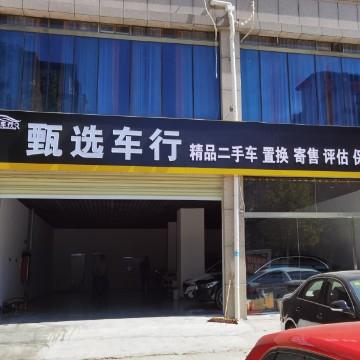 甄选车行 精品二手车 置换 寄售 评估